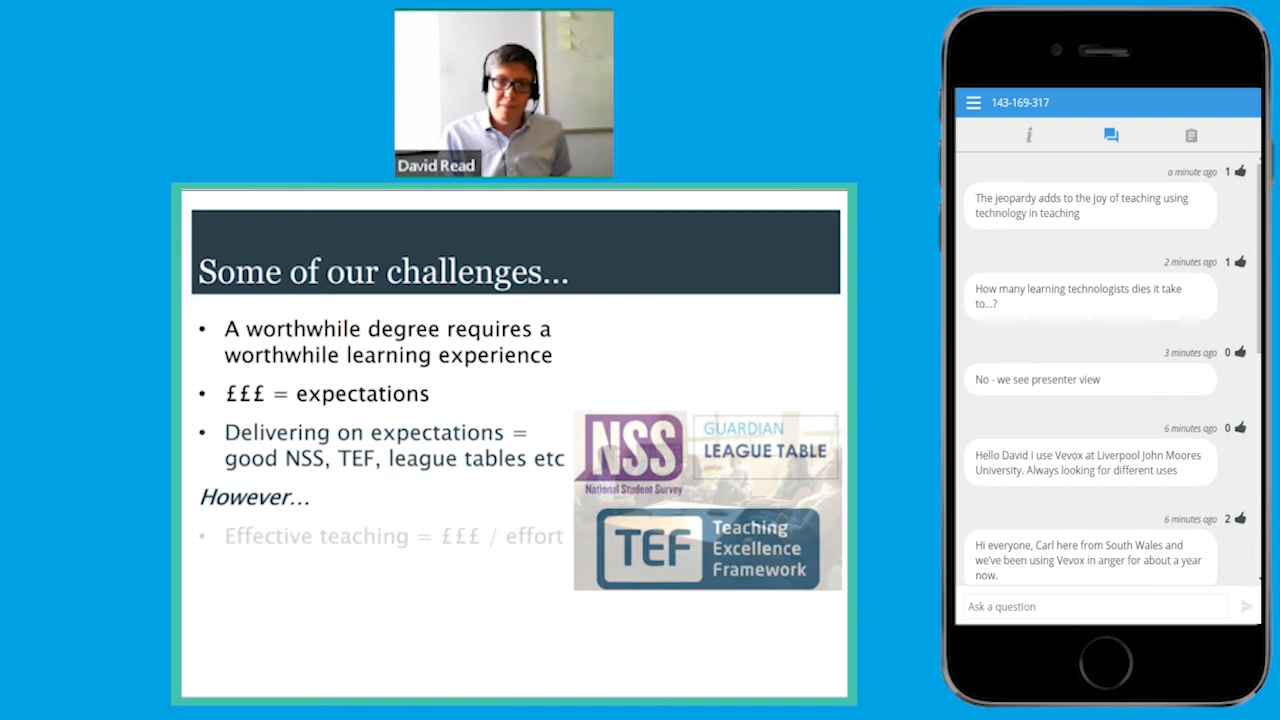 David Read
Some of our challenges...
• A worthwhile degree requires a
worthwhile learning experience
• £££ = expectations
• Delivering on expectations =
good NSS, TEF, league tables etc
However...
• Effective teaching = £££ / effort
NSS
National Student Survey
GUARDIAN
LEAGUE TABLE
TEF
Teaching
Excellence
Framework
143-169-317
a minute ago 1
The jeopardy adds to the joy of teaching using
technology in teaching
2 minutes ago 1
How many learning technologists dies it take
to...?
3 minutes ago 0
No - we see presenter view
6 minutes ago 0
Hello David I use Vevox at Liverpool John Moores
University. Always looking for different uses
6 minutes ago 2
Hi everyone, Carl here from South Wales and
we've been using Vevox in anger for about a year
now.
Ask a question